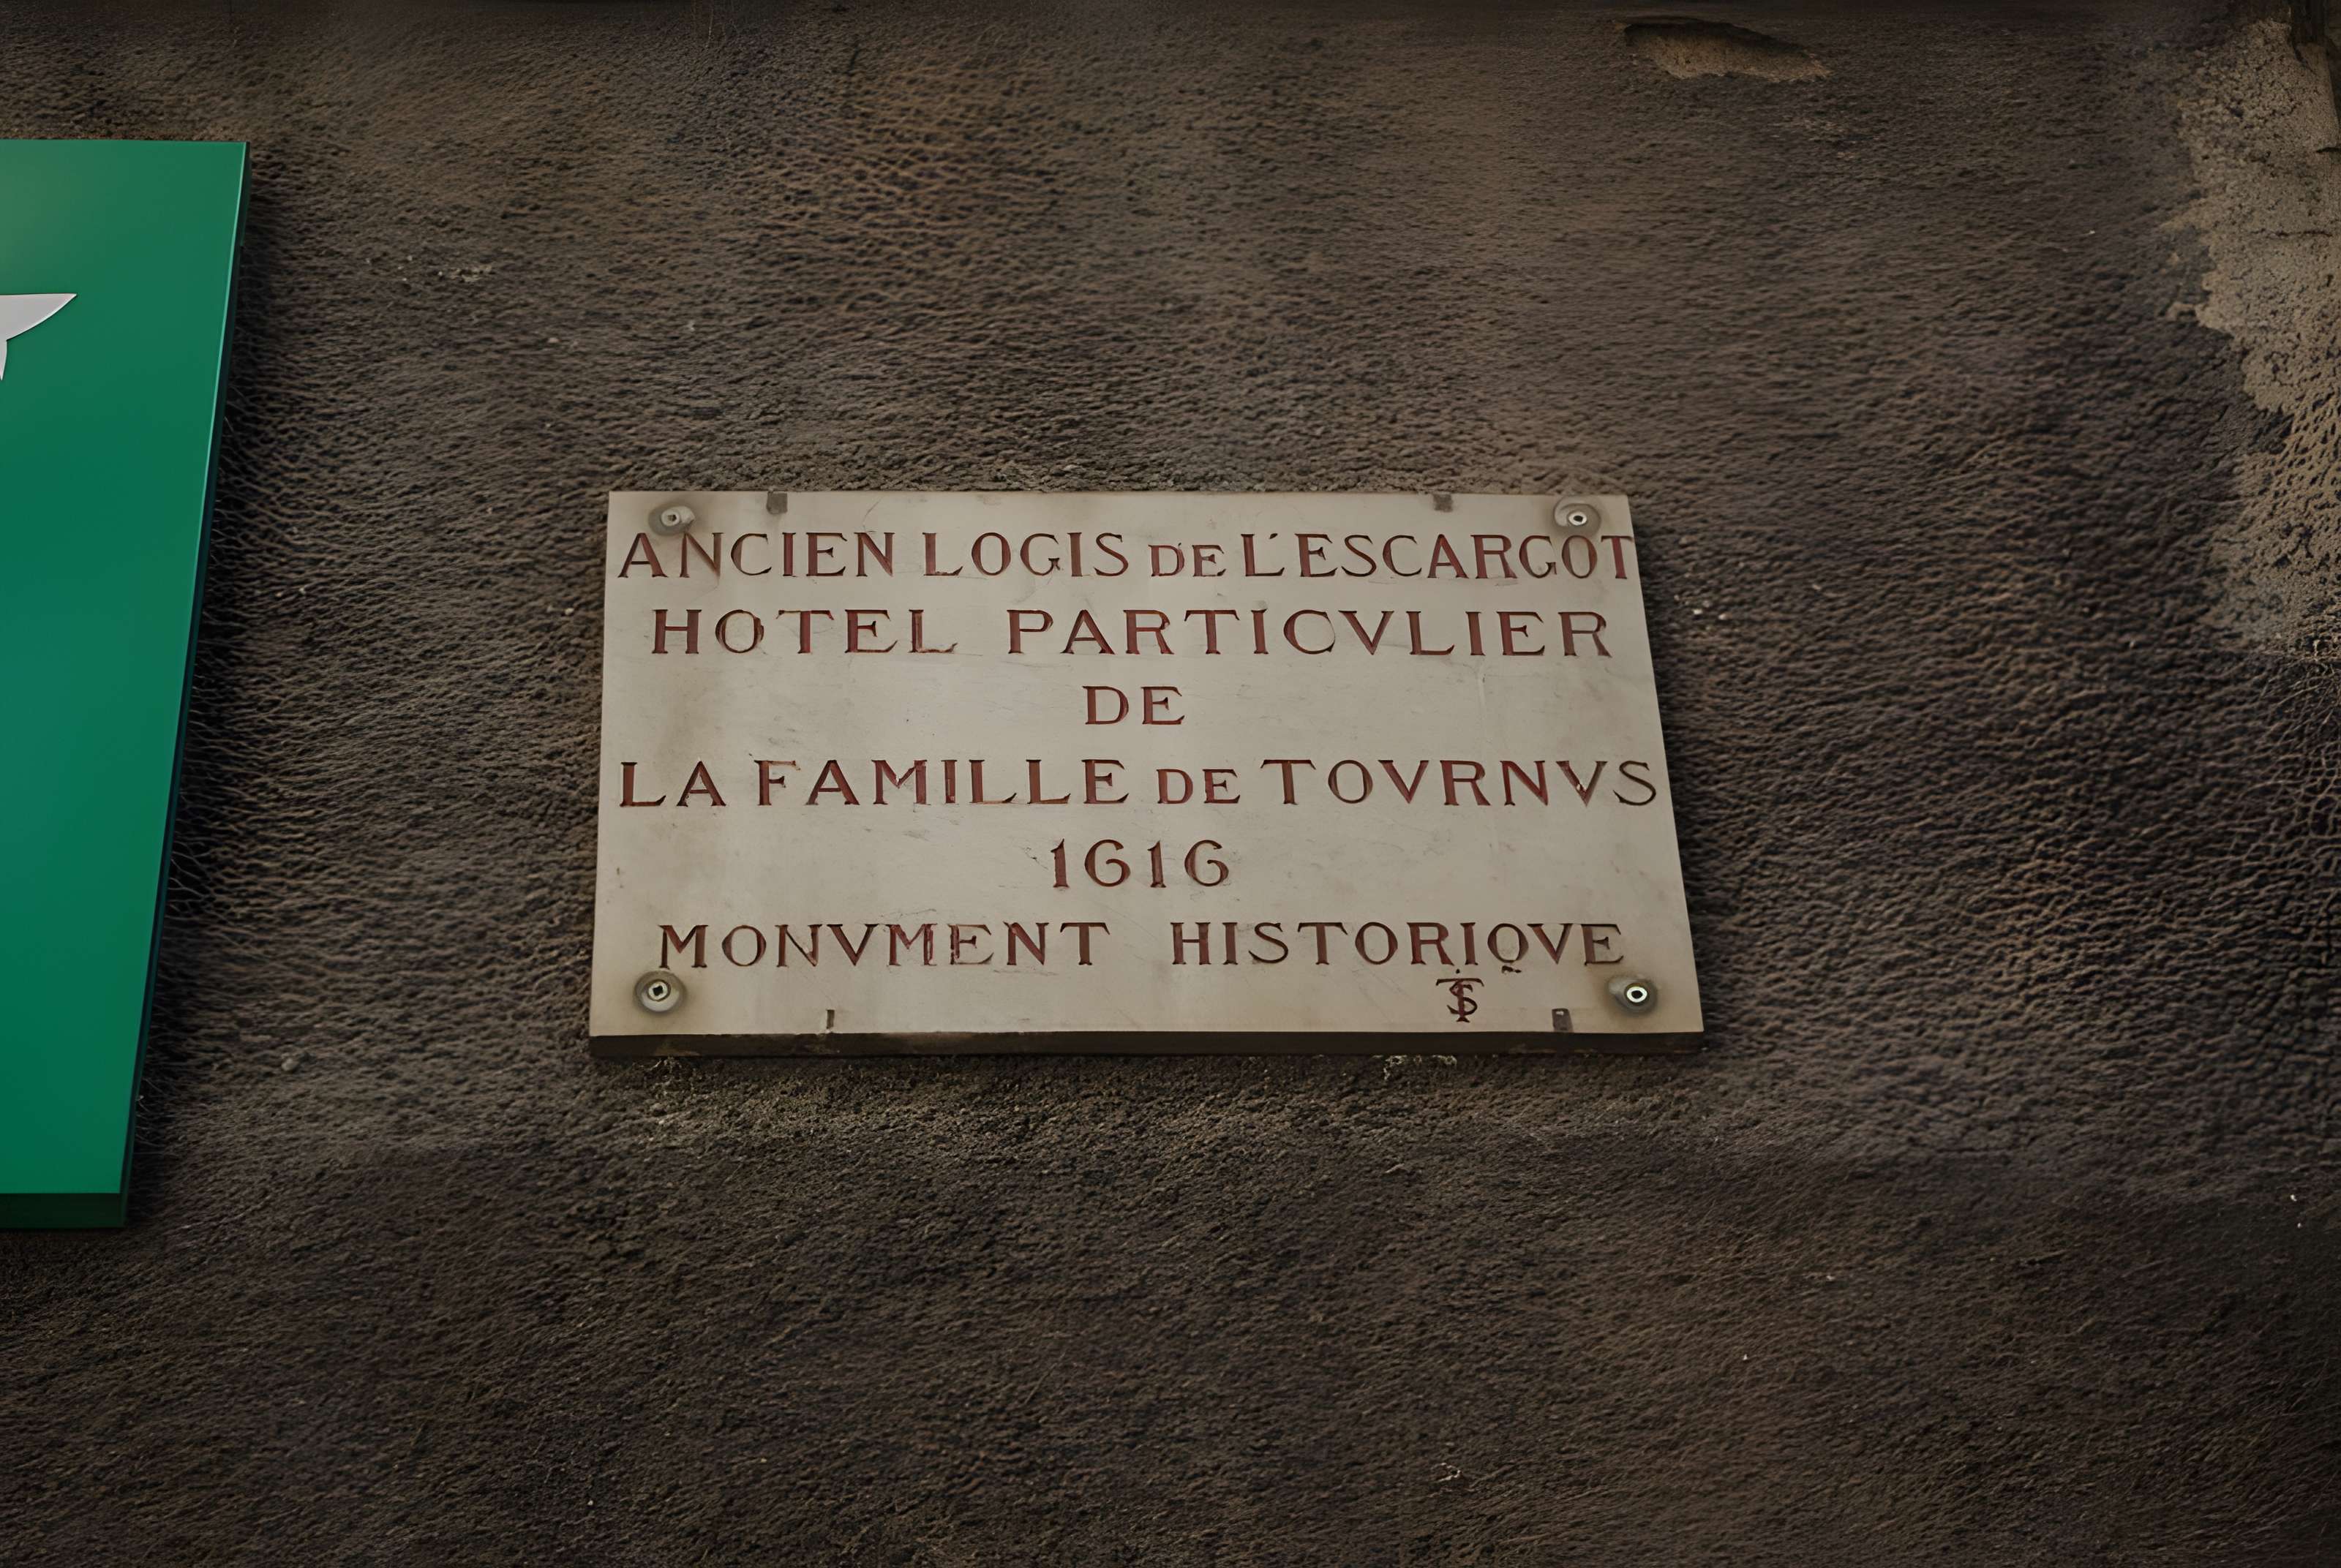 ANCIEN LOGIS DE L'ESCARGOT
HOTEL PARTICVLIER
DE
LA FAMILLE DE TOVRNVS
1616
MONVMENT HISTORIQVE